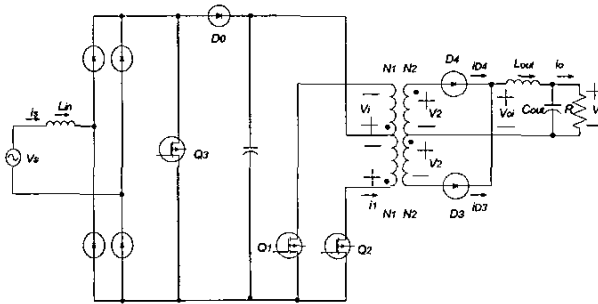 D0
N1 N2
D4
iD4
Lout
io
is
Lin
Vi
V2
Voi
Cout
R
V
Vs
Q3
V2
i1
N1 N2
D3
iD3
Q1
Q2